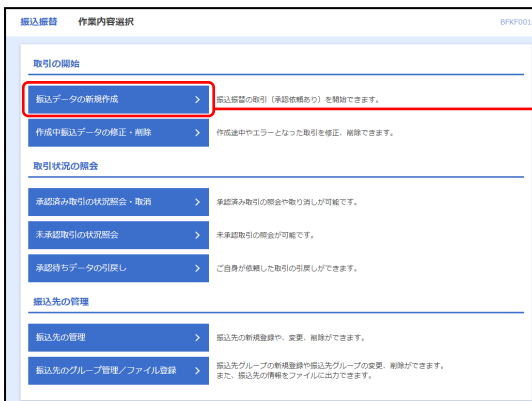 振込振替 作業内容選択 BFKF001
取引の開始
振込データの新規作成 振込振替の取引（承認依頼あり）を開始できます。
作成中振込データの修正・削除 作成途中やエラーとなった取引を修正、削除できます。
取引状況の照会
承認済み取引の状況照会・取消 承認済み取引の照会や取り消しが可能です。
未承認取引の状況照会 未承認取引の照会が可能です。
承認待ちデータの引戻し ご自身が依頼した取引の引戻しができます。
振込先の管理
振込先の管理 振込先の新規登録や、変更、削除ができます。
振込先のグループ管理／ファイル登録 振込先グループの新規登録や振込先グループの変更、削除ができます。
また、振込先の情報をファイルに出力できます。